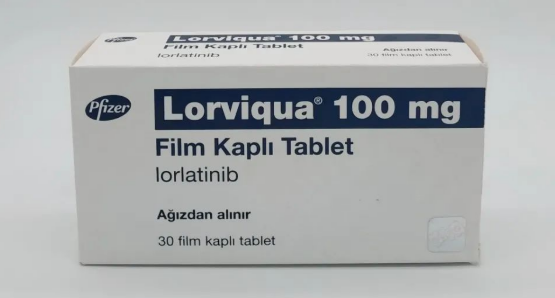 Lorviqua® 100 mg
Film Kaplı Tablet
lorlatinib
Ağızdan alınır
30 film kaplı tablet
Pfizer
Lorviqua® 100 mg
Film Kaplı Tablet
lorlatinib
Ağızdan alınır
30 film kaplı tablet